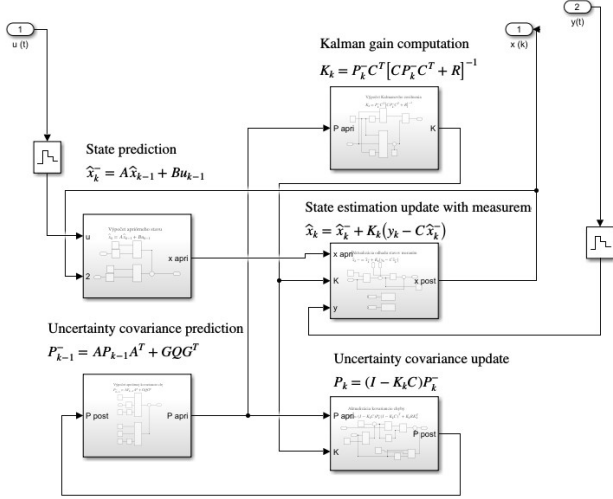 1
u (t)
1
x (k)
2
y(t)
Kalman gain computation
K_k = P_k^- C^T [C P_k^- C^T + R]^{-1}
P apri
K
State prediction
x̂_k^- = A x̂_{k-1} + B u_{k-1}
u
2
x apri
State estimation update with measurem
x̂_k = x̂_k^- + K_k (y_k − C x̂_k^-)
x apri
K
y
x post
Uncertainty covariance prediction
P_{k-1}^- = A P_{k-1} A^T + G Q G^T
P post
P apri
Uncertainty covariance update
P_k = (I − K_k C) P_k^-
P apri
K
P post